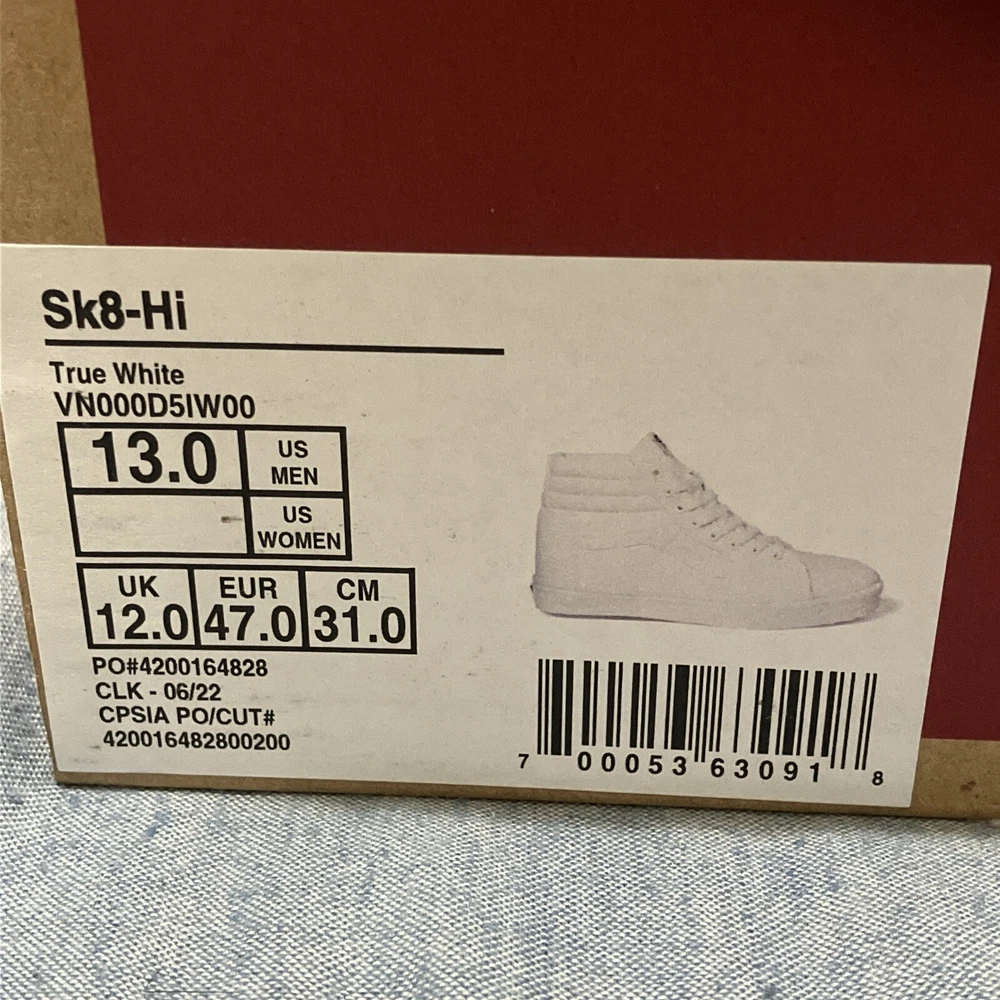 Sk8-Hi
True White
VN000D5IW00
13.0 US MEN
US WOMEN
UK EUR CM
12.0 47.0 31.0
PO#4200164828
CLK - 06/22
CPSIA PO/CUT#
420016482800200
7 00053 63091 8